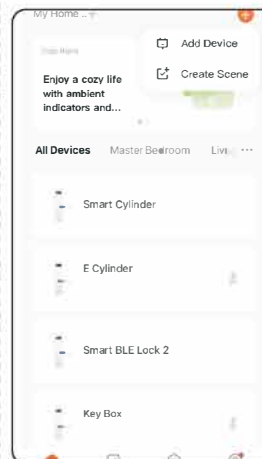 My Home ..
Add Device
Create Scene
Enjoy a cozy life
with ambient
indicators and...
All Devices Master Bedroom Livi ...
Smart Cylinder
E Cylinder
Smart BLE Lock 2
Key Box